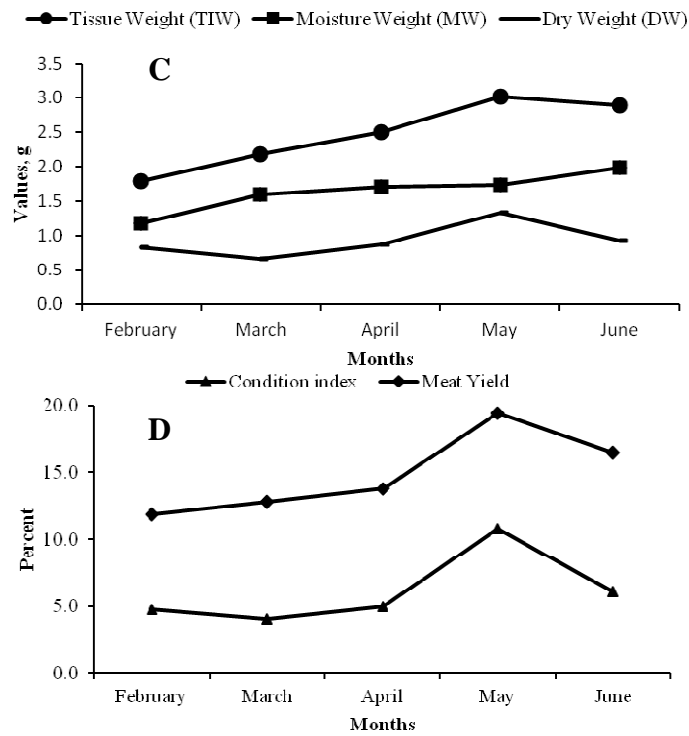 Tissue Weight (TIW) Moisture Weight (MW) Dry Weight (DW)
C
3.5
3.0
2.5
2.0
1.5
1.0
0.5
0.0
Values, g
February March April May June
Months
Condition index Meat Yield
D
20.0
15.0
10.0
5.0
0.0
Percent
February March April May June
Months